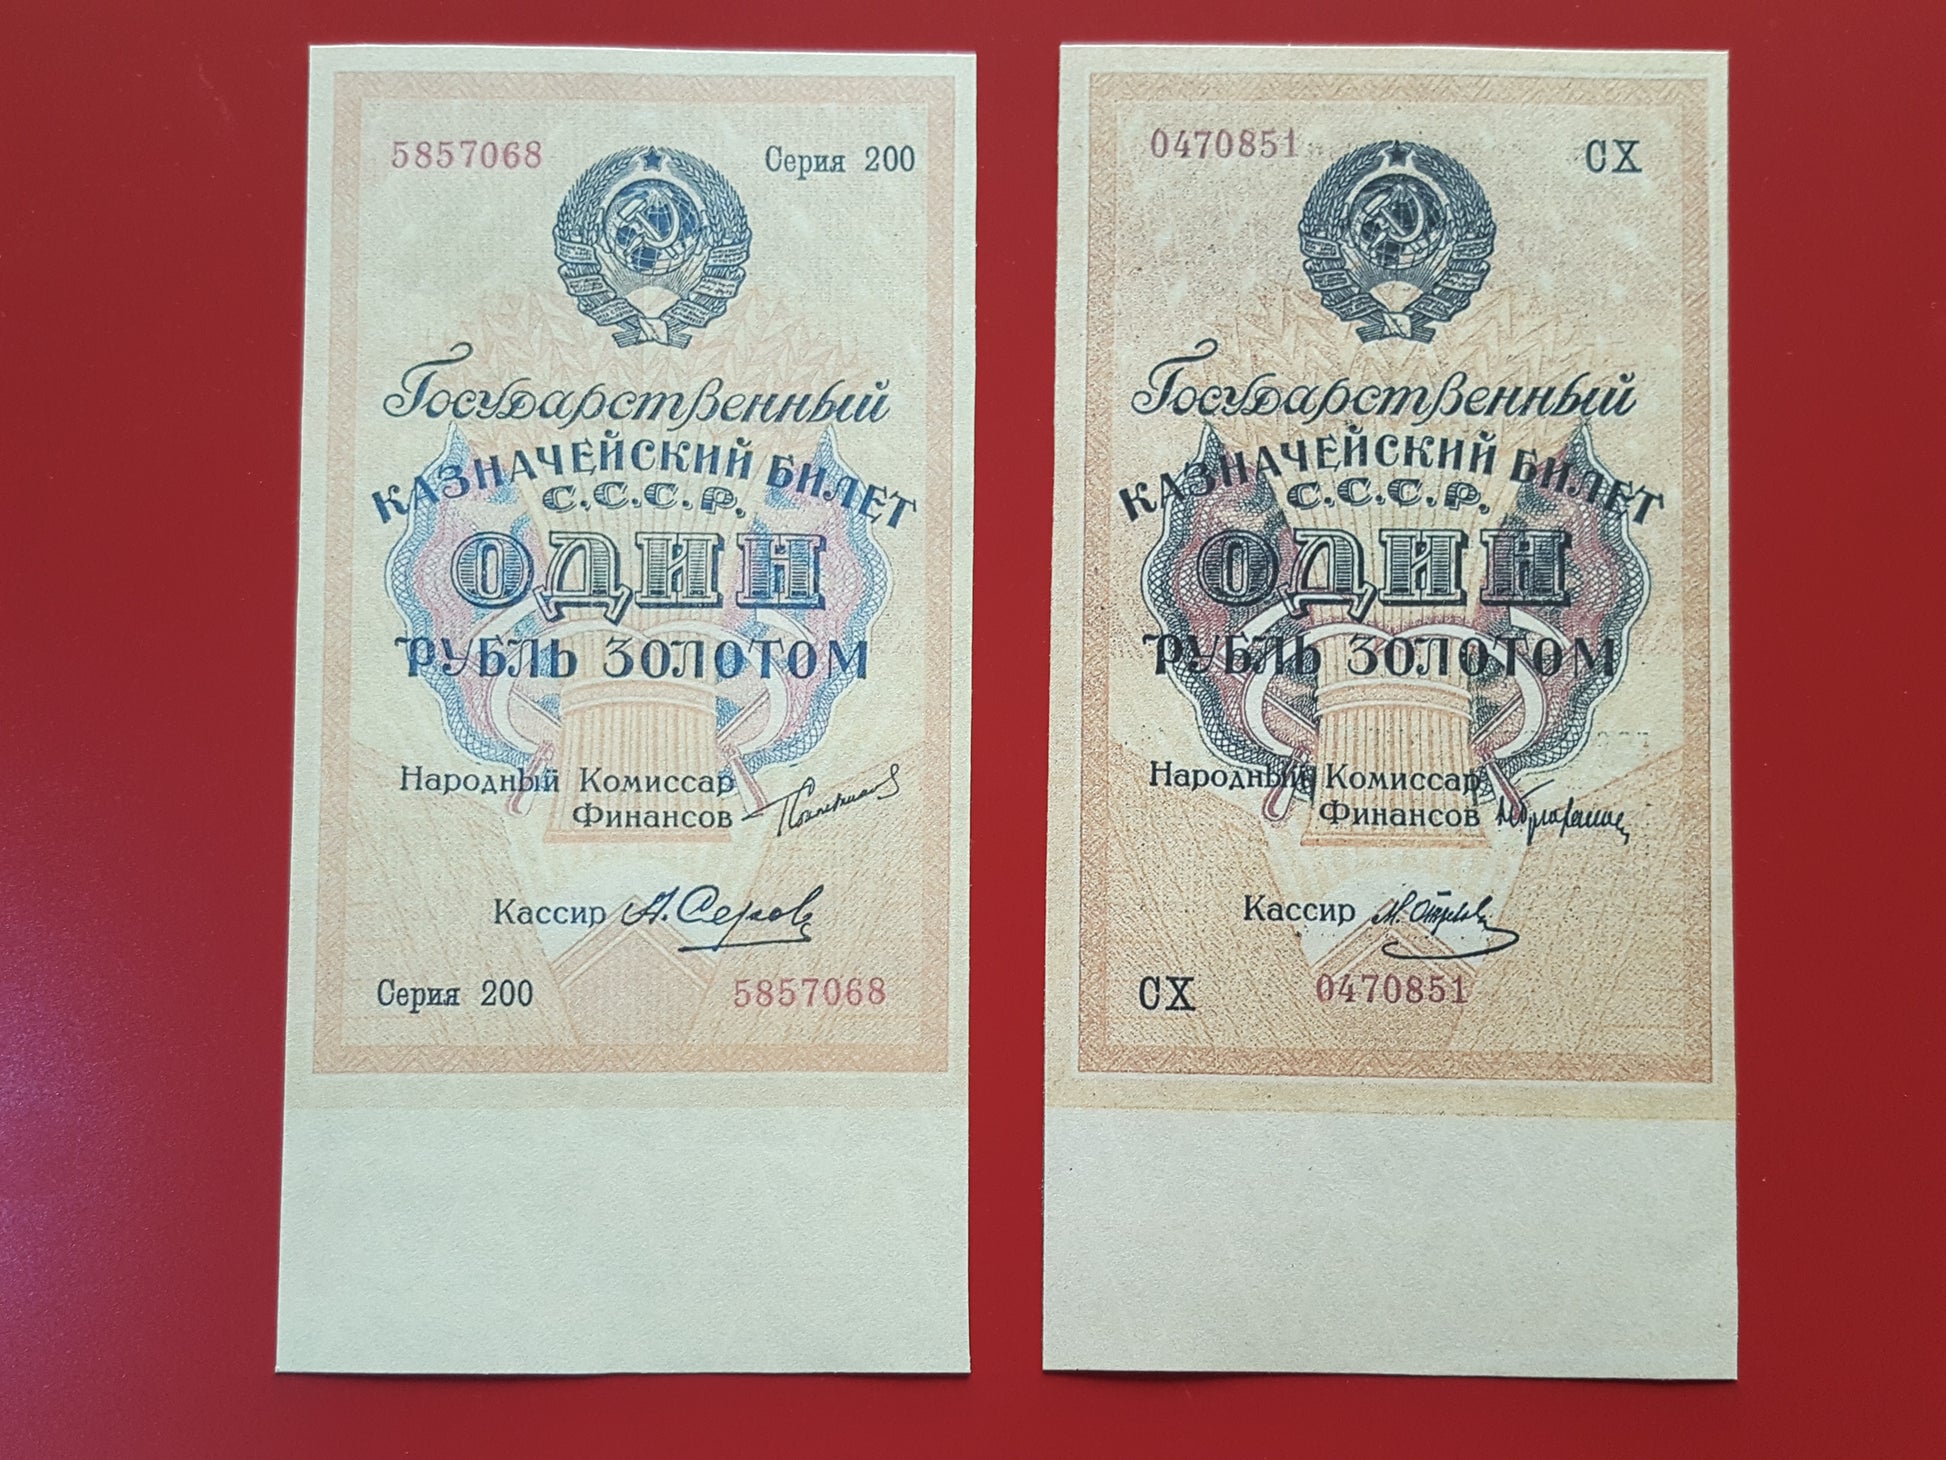 5857068
Серия 200
Государственный
КАЗНАЧЕЙСКИЙ БИЛЕТ
С.С.С.Р.
ОДИН
РУБЛЬ ЗОЛОТОМ
Народный Комиссар
Финансов
Кассир А. Серов
Серия 200 5857068
0470851
СХ
Государственный
КАЗНАЧЕЙСКИЙ БИЛЕТ
С.С.С.Р.
ОДИН
РУБЛЬ ЗОЛОТОМ
Народный Комиссар
Финансов
Кассир
СХ 0470851